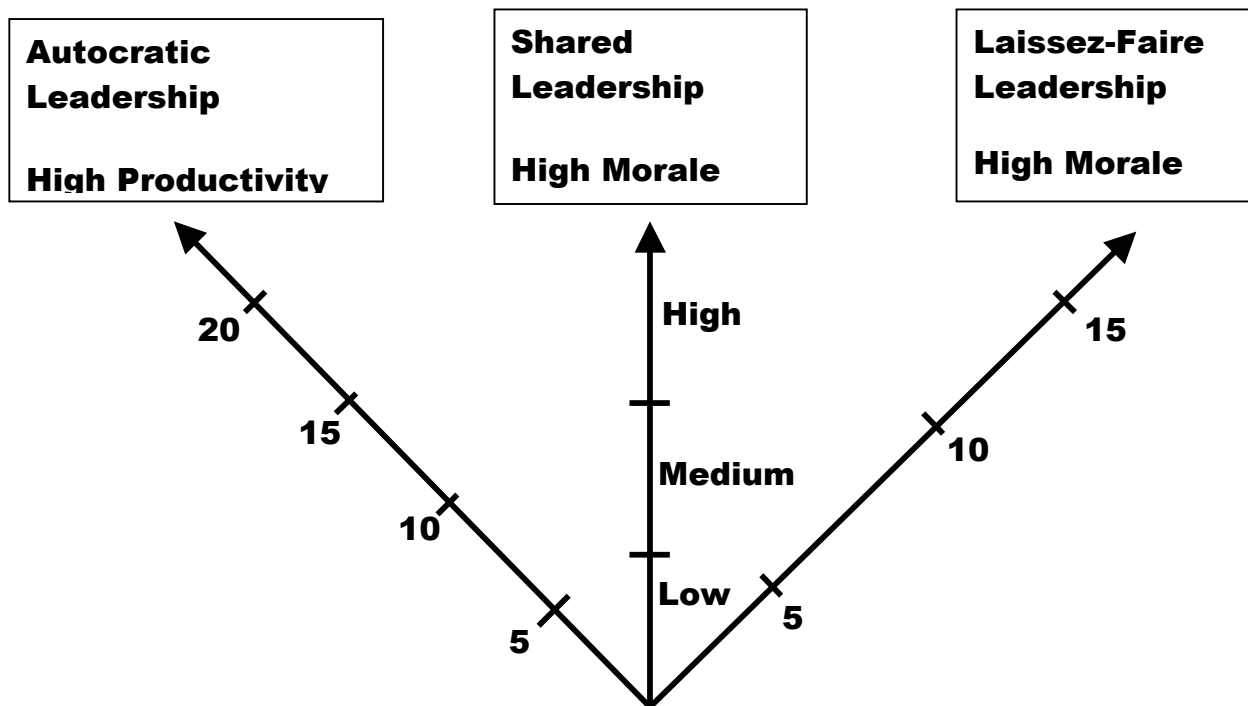 Autocratic
Leadership
High Productivity
Shared
Leadership
High Morale
Laissez-Faire
Leadership
High Morale
20
15
10
5
High
Medium
Low
15
10
5